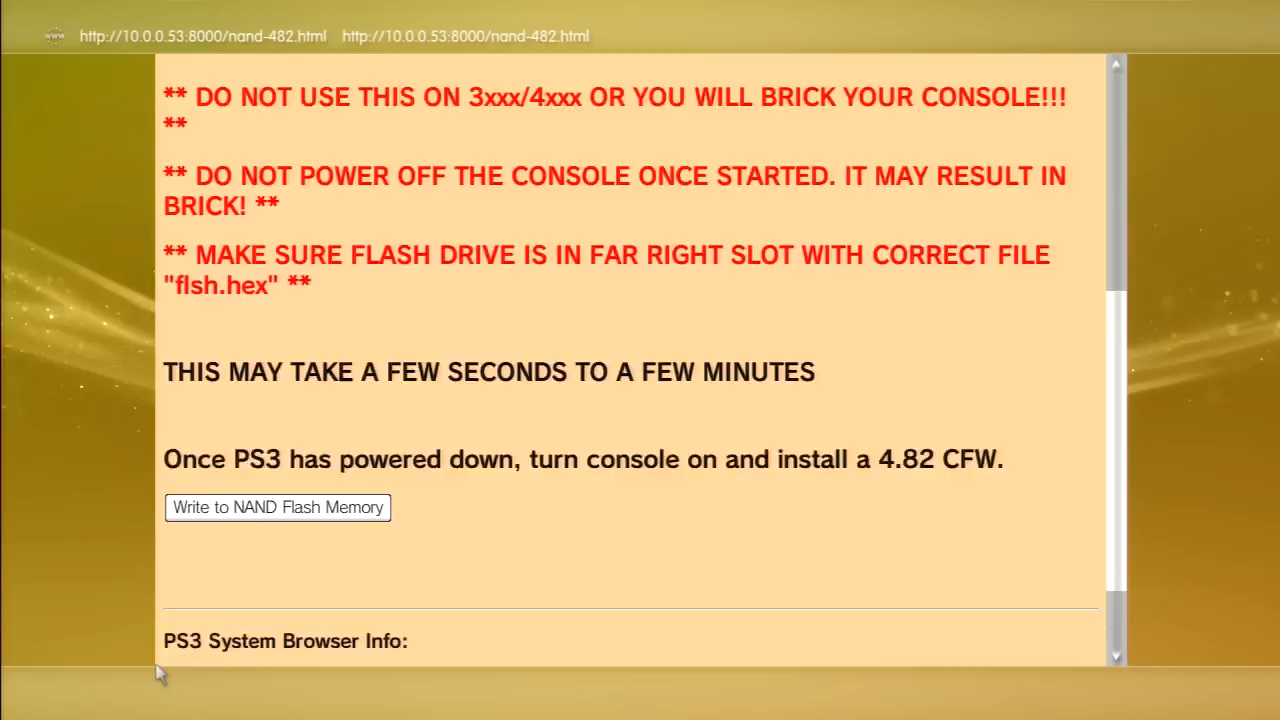 http://10.0.0.53:8000/nand-482.html http://10.0.0.53:8000/nand-482.html
** DO NOT USE THIS ON 3xxx/4xxx OR YOU WILL BRICK YOUR CONSOLE!!!
**
** DO NOT POWER OFF THE CONSOLE ONCE STARTED. IT MAY RESULT IN
BRICK! **
** MAKE SURE FLASH DRIVE IS IN FAR RIGHT SLOT WITH CORRECT FILE
"flsh.hex" **
THIS MAY TAKE A FEW SECONDS TO A FEW MINUTES
Once PS3 has powered down, turn console on and install a 4.82 CFW.
Write to NAND Flash Memory
PS3 System Browser Info: